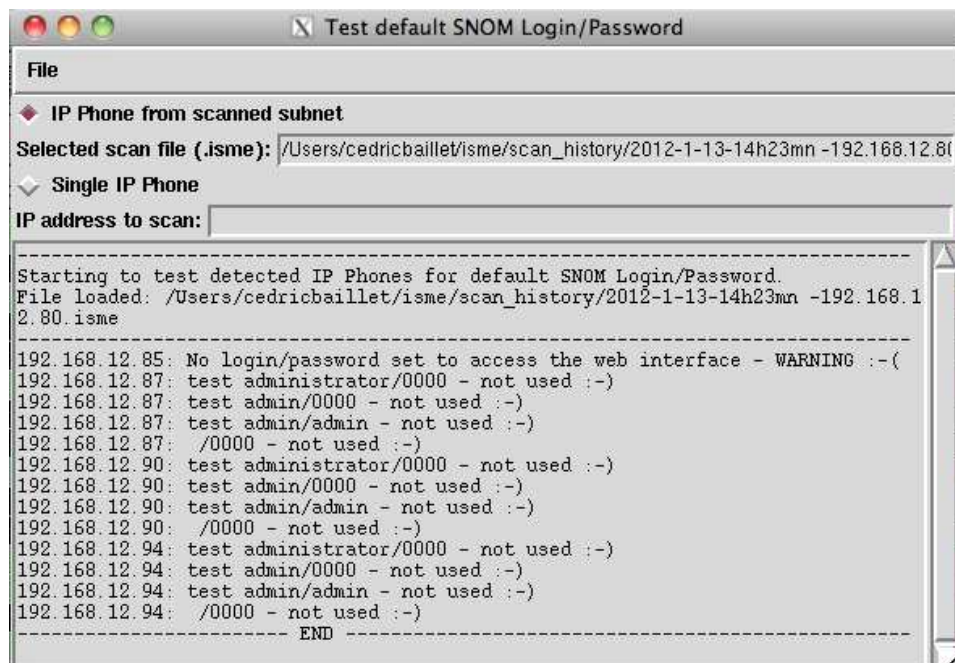 X Test default SNOM Login/Password
File
IP Phone from scanned subnet
Selected scan file (.isme): /Users/cedricbaillet/isme/scan_history/2012-1-13-14h23mn -192.168.12.80
Single IP Phone
IP address to scan:
--------------------------------------------------------------------------------
Starting to test detected IP Phones for default SNOM Login/Password.
File loaded: /Users/cedricbaillet/isme/scan_history/2012-1-13-14h23mn -192.168.1
2.80.isme
--------------------------------------------------------------------------------
192.168.12.85: No login/password set to access the web interface - WARNING :-(
192.168.12.87: test administrator/0000 - not used :-)
192.168.12.87: test admin/0000 - not used :-)
192.168.12.87: test admin/admin - not used :-)
192.168.12.87:  /0000 - not used :-)
192.168.12.90: test administrator/0000 - not used :-)
192.168.12.90: test admin/0000 - not used :-)
192.168.12.90: test admin/admin - not used :-)
192.168.12.90:  /0000 - not used :-)
192.168.12.94: test administrator/0000 - not used :-)
192.168.12.94: test admin/0000 - not used :-)
192.168.12.94: test admin/admin - not used :-)
192.168.12.94:  /0000 - not used :-)
------------------------ END --------------------------------------------------